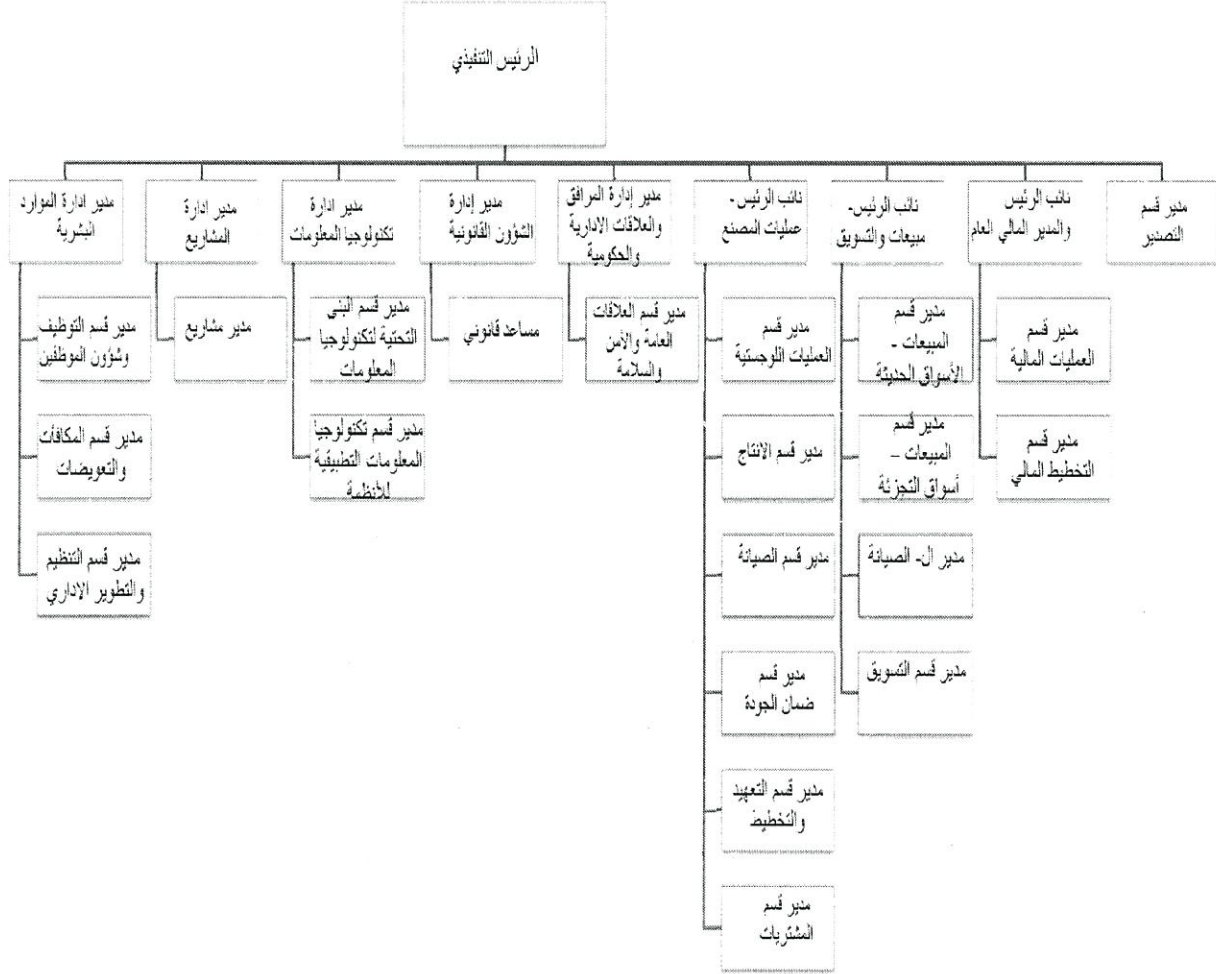 الرئيس التنفيذي
مدير قسم
التصدير
نائب الرئيس
والمدير المالي العام
نائب الرئيس-
مبيعات والتسويق
نائب الرئيس-
عمليات المصنع
مدير إدارة المرافق
والعلاقات الادارية
والحكومية
مدير إدارة
الشؤون القانونية
مدير ادارة
تكنولوجيا المعلومات
مدير ادارة
المشاريع
مدير ادارة الموارد
البشرية
مدير قسم
العمليات المالية
مدير قسم
التخطيط المالي
مدير قسم
المبيعات -
الأسواق الحديثة
مدير قسم
المبيعات –
أسواق التجزئة
مدير ال- الصيانة
مدير قسم التسويق
مدير قسم
العمليات اللوجستية
مدير قسم الانتاج
مدير قسم الصيانة
مدير قسم
ضمان الجودة
مدير قسم التعهيد
والتخطيط
مدير قسم
المشتريات
مدير قسم العلاقات
العامة والأمن
والسلامة
مساعد قانوني
مدير قسم البنى
التحتية لتكنولوجيا
المعلومات
مدير قسم تكنولوجيا
المعلومات التطبيقية
للأنظمة
مدير مشاريع
مدير قسم التوظيف
وشؤون الموظفين
مدير قسم المكافآت
والتعويضات
مدير قسم التنظيم
والتطوير الاداري